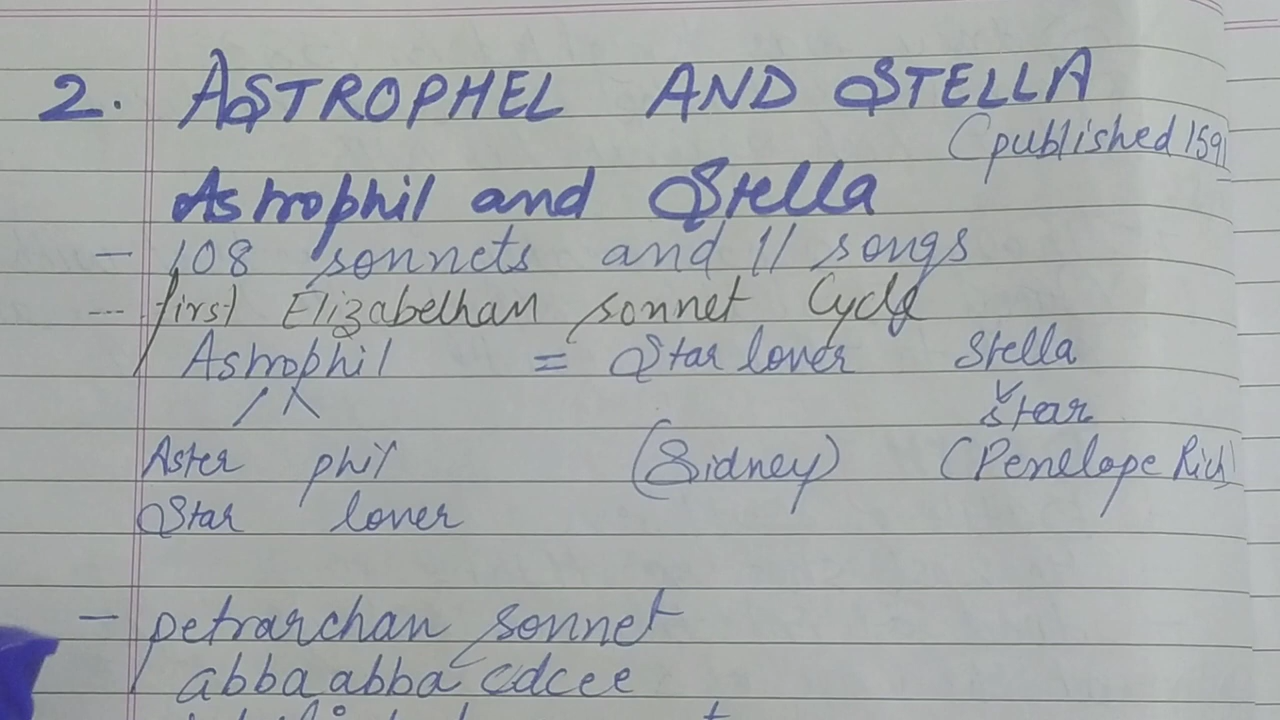 2. ASTROPHEL AND STELLA
(published 1591
Astrophil and Stella
- 108 sonnets and 11 songs
--- first Elizabethan sonnet Cycle
Astrophil = Star lover Stella
Star
Aster phil (Sidney) (Penelope Rich)
Star lover
- petrarchan sonnet
abba abba cdcee